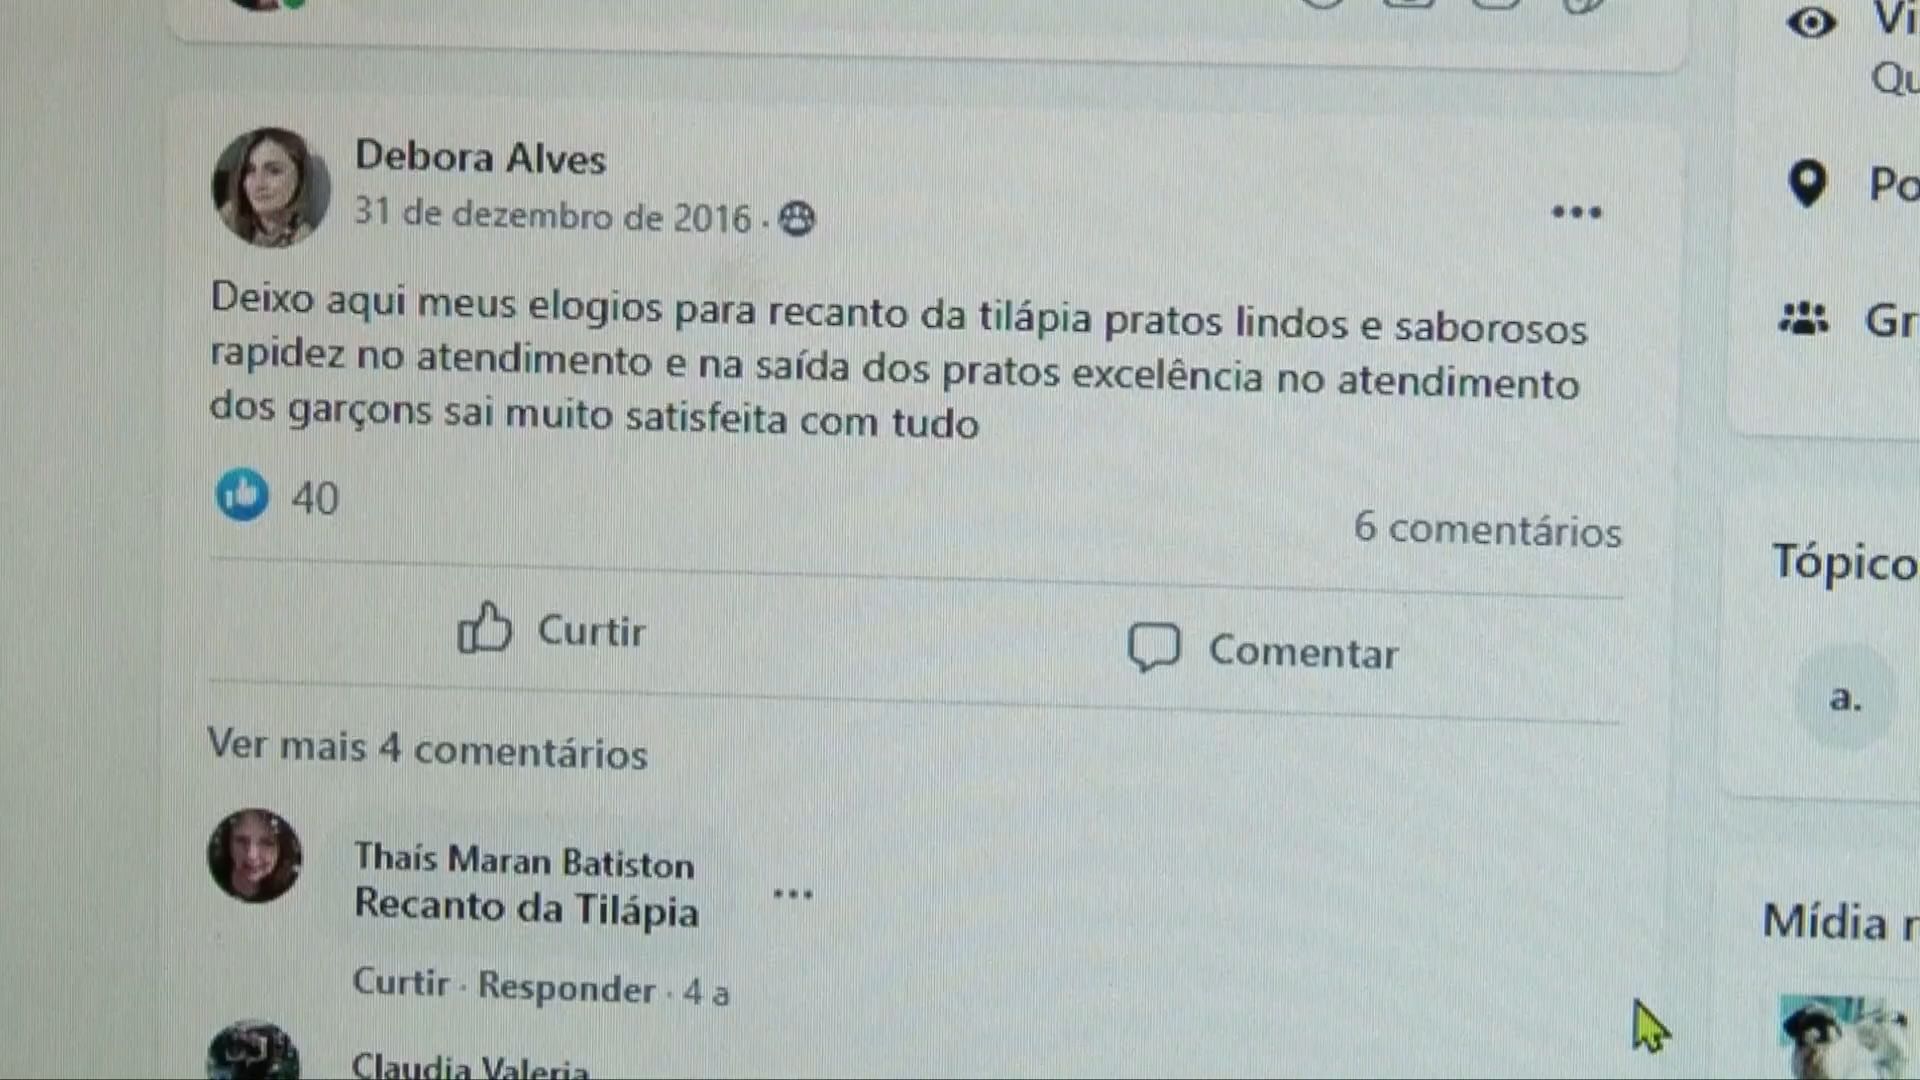 Debora Alves
31 de dezembro de 2016 ·
Deixo aqui meus elogios para recanto da tilápia pratos lindos e saborosos
rapidez no atendimento e na saída dos pratos excelência no atendimento
dos garçons sai muito satisfeita com tudo
40
6 comentários
Curtir
Comentar
Ver mais 4 comentários
Thaís Maran Batiston
Recanto da Tilápia
Curtir · Responder · 4 a
Claudia Valeria
Vi
Qu
Po
Gr
Tópico
a.
Mídia r